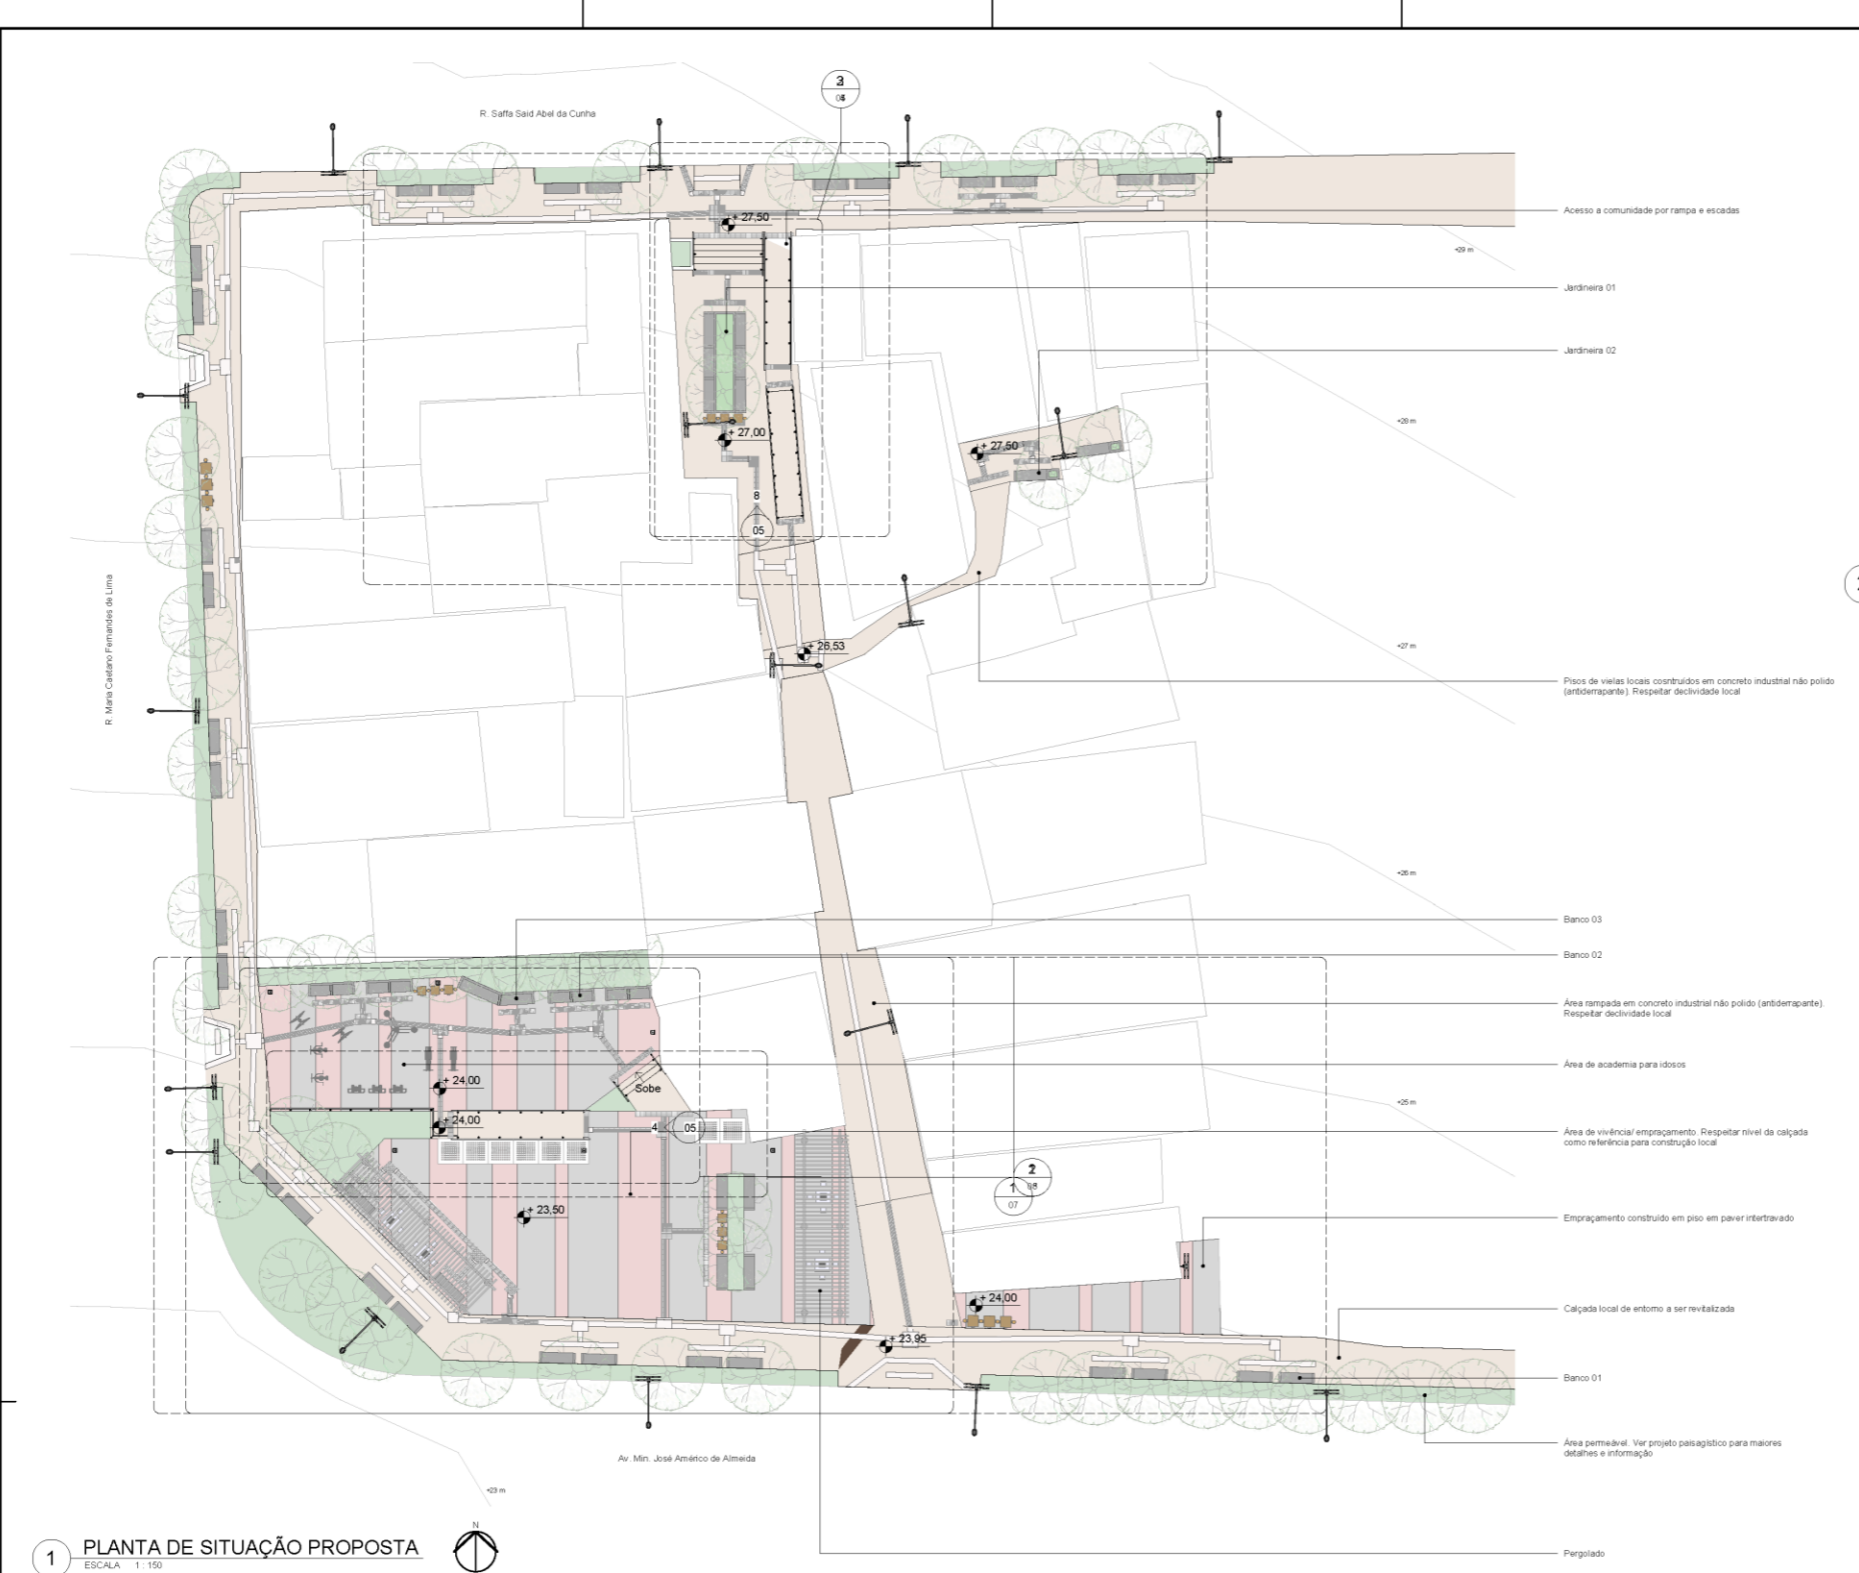 3
R. Saffa Said Abel da Cunha
+ 27,50
Acesso a comunidade por rampa e escadas
+29 m
Jardineira 01
Jardineira 02
+28 m
+ 27,00
+ 27,50
8
05
R. Maria Caetano Fernandes de Lima
+ 26,53
+27 m
Pisos de vielas locais cosntruídos em concreto industrial não polido
(antiderrapante). Respeitar declividade local
+26 m
Banco 03
Banco 02
Área rampada em concreto industrial não polido (antiderrapante).
Respeitar declividade local
Área de academia para idosos
+ 24,00
Sobe
+25 m
+ 24,00
4
05
Área de vivência/ empraçamento. Respeitar nível da calçada
como referência para construção local
1
07
+ 23,50
Empraçamento construído em piso em paver intertravado
+ 24,00
Calçada local de entorno a ser revitalizada
+ 23,95
Banco 01
Área permeável. Ver projeto paisagístico para maiores
detalhes e informação
Av. Min. José Américo de Almeida
+23 m
N
1
PLANTA DE SITUAÇÃO PROPOSTA
ESCALA 1 : 150
Pergolado